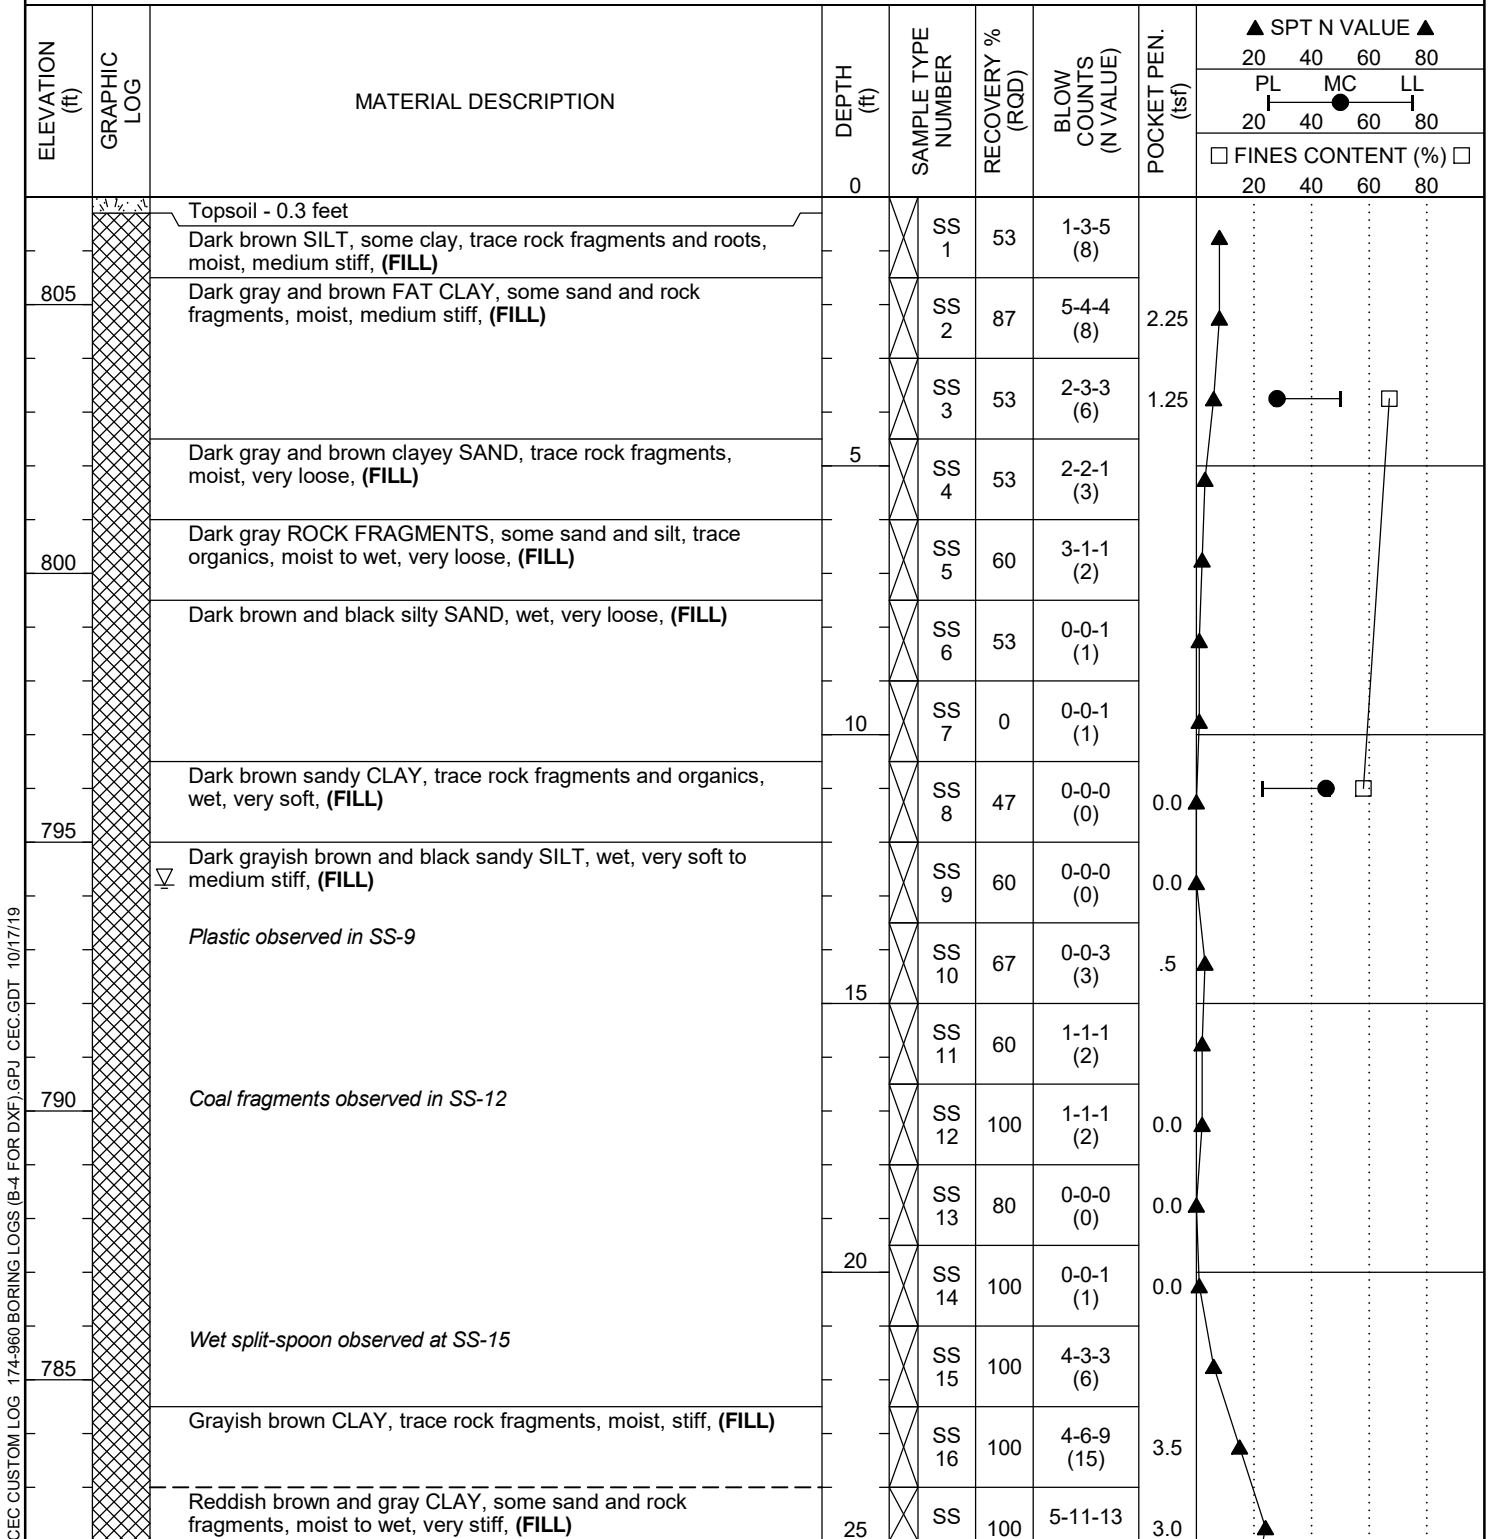 ELEVATION
(ft)
GRAPHIC
LOG
MATERIAL DESCRIPTION
DEPTH
(ft)
SAMPLE TYPE
NUMBER
RECOVERY %
(RQD)
BLOW
COUNTS
(N VALUE)
POCKET PEN.
(tsf)
▲ SPT N VALUE ▲
20 40 60 80
PL MC LL
20 40 60 80
□ FINES CONTENT (%) □
20 40 60 80
0
Topsoil - 0.3 feet
Dark brown SILT, some clay, trace rock fragments and roots,
moist, medium stiff, (FILL)
SS
1
53
1-3-5
(8)
805
Dark gray and brown FAT CLAY, some sand and rock
fragments, moist, medium stiff, (FILL)
SS
2
87
5-4-4
(8)
2.25
SS
3
53
2-3-3
(6)
1.25
Dark gray and brown clayey SAND, trace rock fragments,
moist, very loose, (FILL)
5
SS
4
53
2-2-1
(3)
800
Dark gray ROCK FRAGMENTS, some sand and silt, trace
organics, moist to wet, very loose, (FILL)
SS
5
60
3-1-1
(2)
Dark brown and black silty SAND, wet, very loose, (FILL)
SS
6
53
0-0-1
(1)
10
SS
7
0
0-0-1
(1)
Dark brown sandy CLAY, trace rock fragments and organics,
wet, very soft, (FILL)
SS
8
47
0-0-0
(0)
0.0
795
Dark grayish brown and black sandy SILT, wet, very soft to
medium stiff, (FILL)
SS
9
60
0-0-0
(0)
0.0
Plastic observed in SS-9
SS
10
67
0-0-3
(3)
.5
15
SS
11
60
1-1-1
(2)
790
Coal fragments observed in SS-12
SS
12
100
1-1-1
(2)
0.0
SS
13
80
0-0-0
(0)
0.0
20
SS
14
100
0-0-1
(1)
0.0
Wet split-spoon observed at SS-15
785
SS
15
100
4-3-3
(6)
Grayish brown CLAY, trace rock fragments, moist, stiff, (FILL)
SS
16
100
4-6-9
(15)
3.5
Reddish brown and gray CLAY, some sand and rock
fragments, moist to wet, very stiff, (FILL)
25
SS
100
5-11-13
3.0
CEC CUSTOM LOG 174-960 BORING LOGS (B-4 FOR DXF).GPJ CEC.GDT 10/17/19